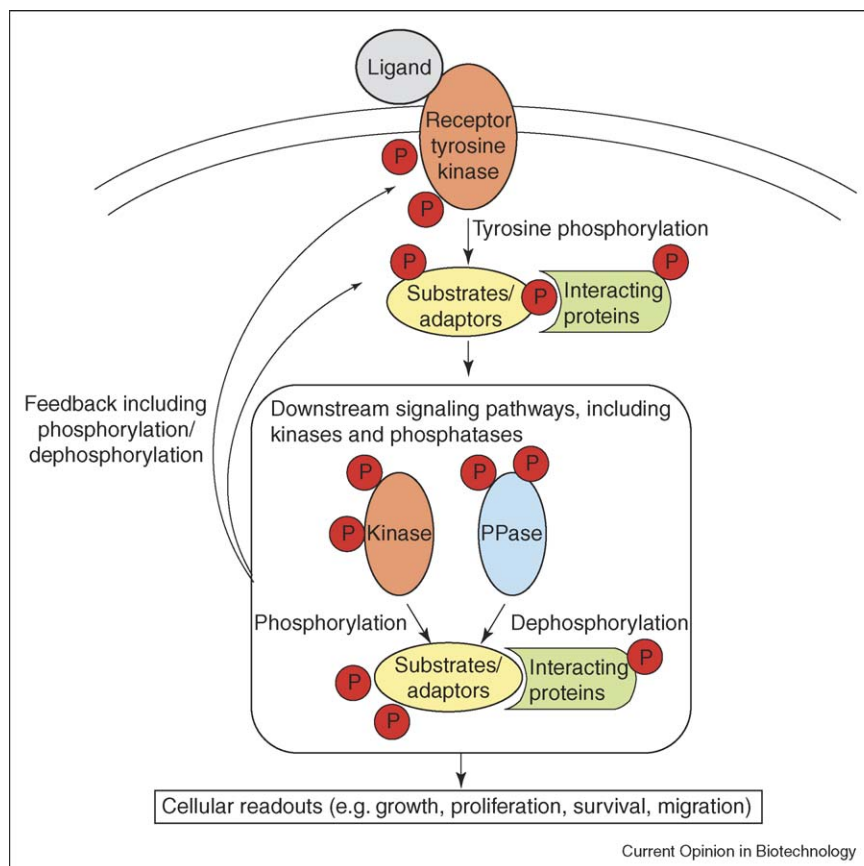 Ligand
Receptor
tyrosine
kinase
P
P
Tyrosine phosphorylation
P
P
Substrates/
adaptors
P
Interacting
proteins
Feedback including
phosphorylation/
dephosphorylation
Downstream signaling pathways, including
kinases and phosphatases
P
P
P
P
Kinase
PPase
Phosphorylation
Dephosphorylation
Substrates/
adaptors
Interacting
proteins
P
P
P
Cellular readouts (e.g. growth, proliferation, survival, migration)
Current Opinion in Biotechnology